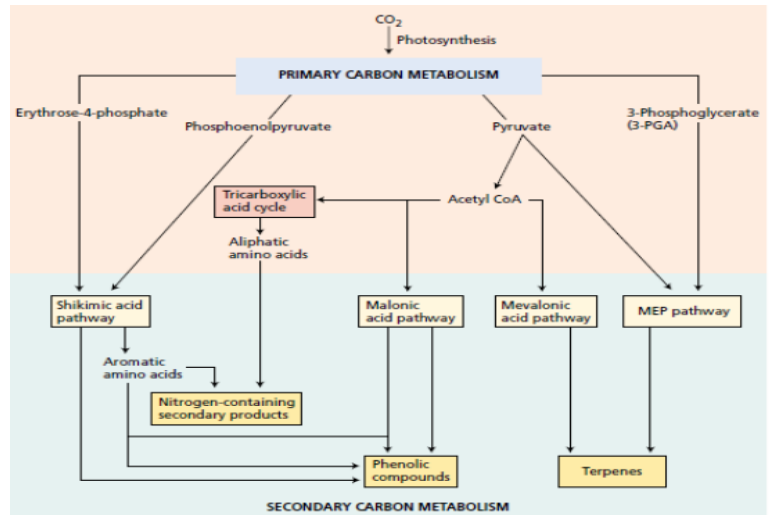 CO2
Photosynthesis
PRIMARY CARBON METABOLISM
Erythrose-4-phosphate
Phosphoenolpyruvate
Pyruvate
3-Phosphoglycerate
(3-PGA)
Tricarboxylic
acid cycle
Acetyl CoA
Aliphatic
amino acids
Shikimic acid
pathway
Malonic
acid pathway
Mevalonic
acid pathway
MEP pathway
Aromatic
amino acids
Nitrogen-containing
secondary products
Phenolic
compounds
Terpenes
SECONDARY CARBON METABOLISM